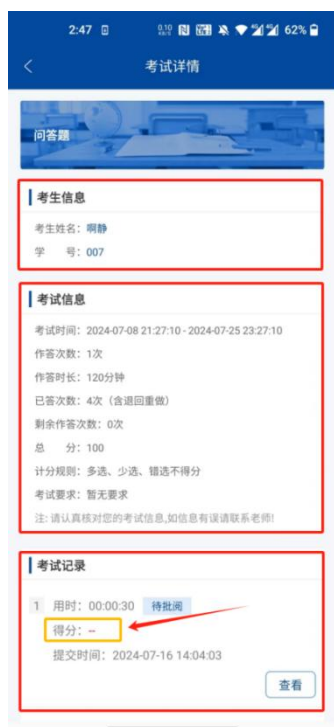 2:47
62%
考试详情
问答题
考生信息
考生姓名：啊静
学 号：007
考试信息
考试时间：2024-07-08 21:27:10 - 2024-07-25 23:27:10
作答次数：1次
作答时长：120分钟
已答次数：4次（含退回重做）
剩余作答次数：0次
总 分：100
计分规则：多选、少选、错选不得分
考试要求：暂无要求
注：请认真核对您的考试信息,如信息有误请联系老师!
考试记录
1 用时：00:00:30 待批阅
得分：--
提交时间：2024-07-16 14:04:03
查看